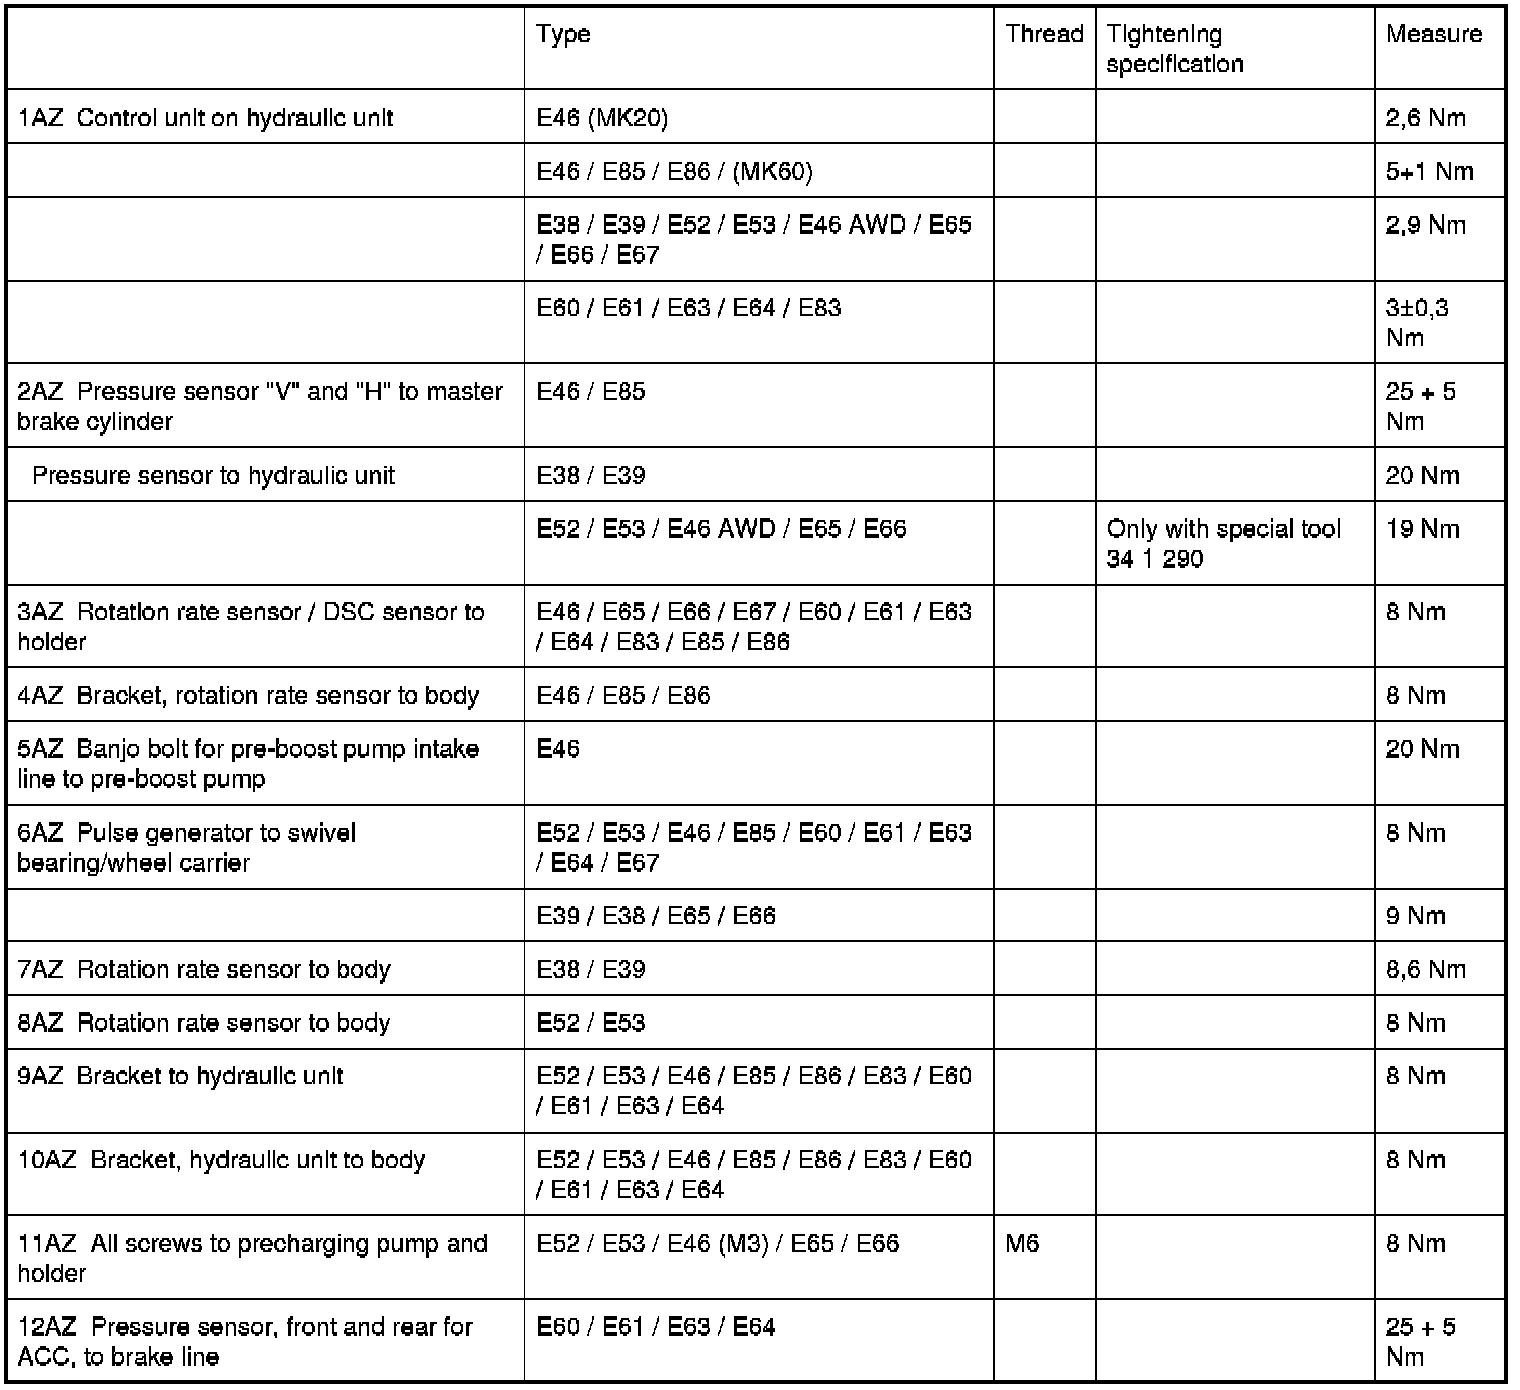 Type Thread Tightening specification Measure
1AZ Control unit on hydraulic unit E46 (MK20) 2,6 Nm
E46 / E85 / E86 / (MK60) 5+1 Nm
E38 / E39 / E52 / E53 / E46 AWD / E65 2,9 Nm
/ E66 / E67
E60 / E61 / E63 / E64 / E83 3±0,3
Nm
2AZ Pressure sensor "V" and "H" to master E46 / E85 25 + 5
brake cylinder Nm
Pressure sensor to hydraulic unit E38 / E39 20 Nm
E52 / E53 / E46 AWD / E65 / E66 Only with special tool 19 Nm
34 1 290
3AZ Rotation rate sensor / DSC sensor to E46 / E65 / E66 / E67 / E60 / E61 / E63 8 Nm
holder / E64 / E83 / E85 / E86
4AZ Bracket, rotation rate sensor to body E46 / E85 / E86 8 Nm
5AZ Banjo bolt for pre-boost pump intake E46 20 Nm
line to pre-boost pump
6AZ Pulse generator to swivel E52 / E53 / E46 / E85 / E60 / E61 / E63 8 Nm
bearing/wheel carrier / E64 / E67
E39 / E38 / E65 / E66 9 Nm
7AZ Rotation rate sensor to body E38 / E39 8,6 Nm
8AZ Rotation rate sensor to body E52 / E53 8 Nm
9AZ Bracket to hydraulic unit E52 / E53 / E46 / E85 / E86 / E83 / E60 8 Nm
/ E61 / E63 / E64
10AZ Bracket, hydraulic unit to body E52 / E53 / E46 / E85 / E86 / E83 / E60 8 Nm
/ E61 / E63 / E64
11AZ All screws to precharging pump and E52 / E53 / E46 (M3) / E65 / E66 M6 8 Nm
holder
12AZ Pressure sensor, front and rear for E60 / E61 / E63 / E64 25 + 5
ACC, to brake line Nm